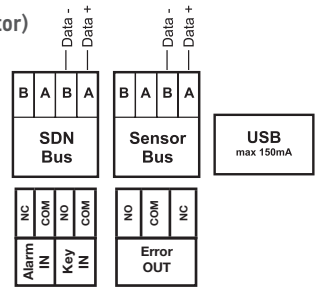 tor)
Data -
Data +
Data -
Data +
B A B A
B A B A
SDN
Bus
Sensor
Bus
USB
max 150mA
NC COM NO COM
NO COM NC
Alarm
IN
Key
IN
Error
OUT